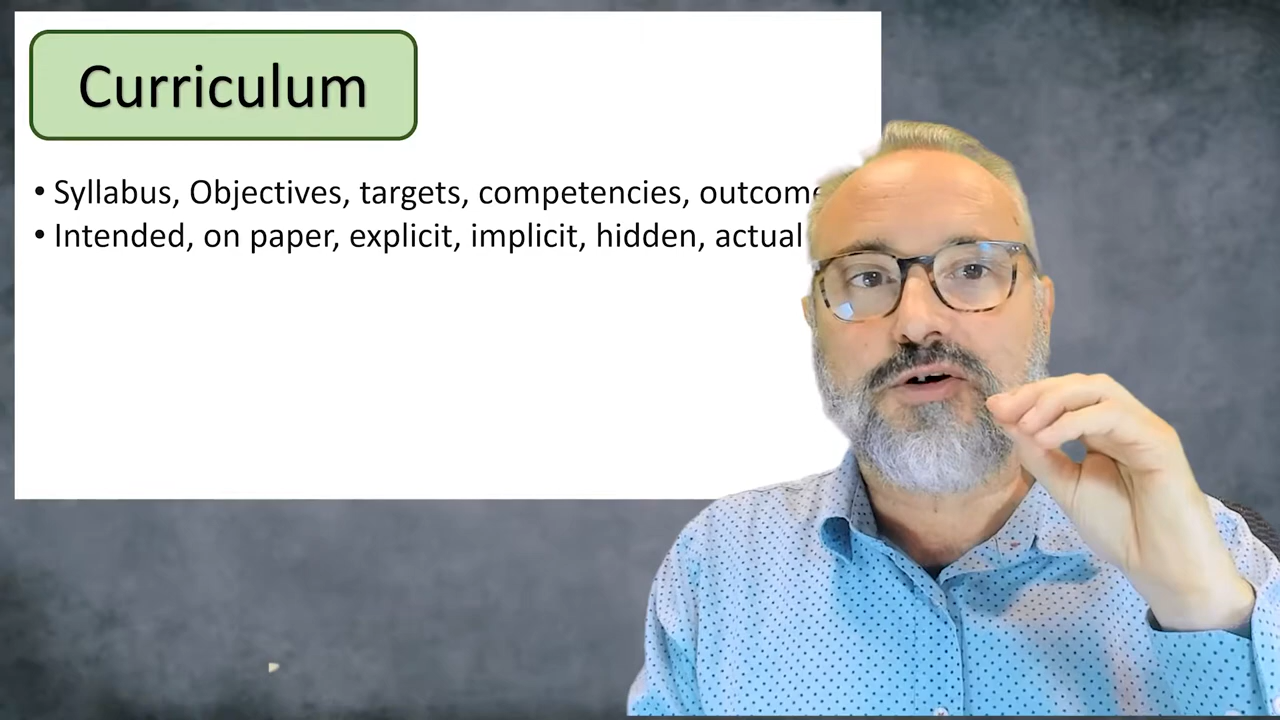 Curriculum
• Syllabus, Objectives, targets, competencies, outcome
• Intended, on paper, explicit, implicit, hidden, actual